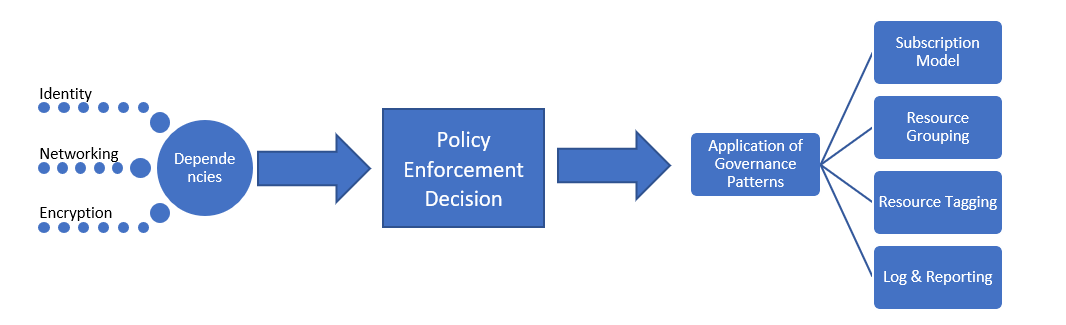 Identity
Networking
Encryption
Depende
ncies
Policy
Enforcement
Decision
Application of
Governance
Patterns
Subscription
Model
Resource
Grouping
Resource Tagging
Log & Reporting